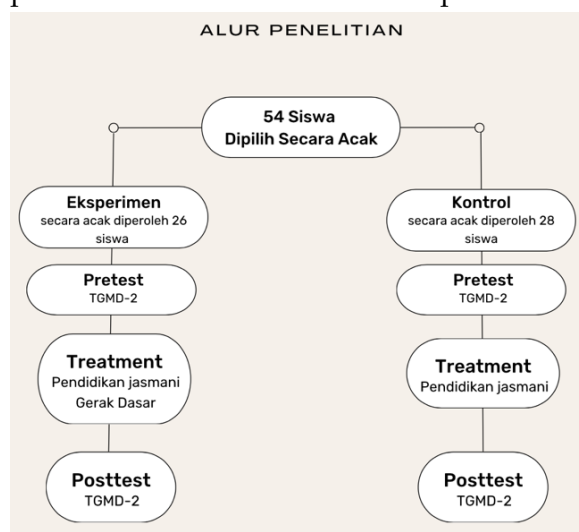 ALUR PENELITIAN
54 Siswa
Dipilih Secara Acak
Eksperimen
secara acak diperoleh 26
siswa
Kontrol
secara acak diperoleh 28
siswa
Pretest
TGMD-2
Pretest
TGMD-2
Treatment
Pendidikan jasmani
Gerak Dasar
Treatment
Pendidikan jasmani
Posttest
TGMD-2
Posttest
TGMD-2